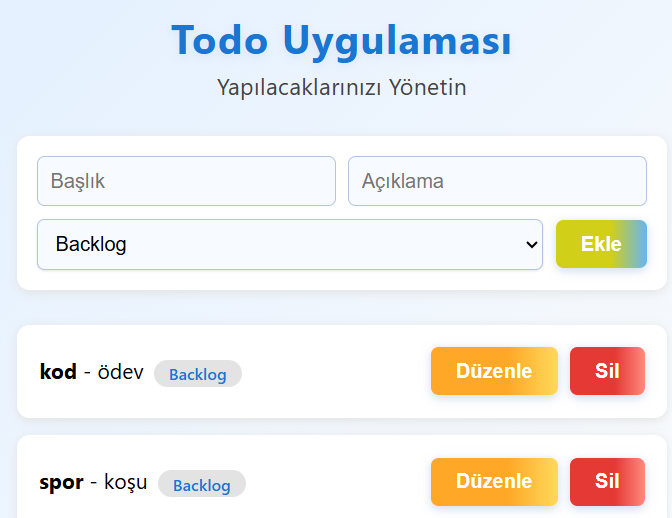 Todo Uygulaması
Yapılacaklarınızı Yönetin
Başlık Açıklama
Backlog Ekle
kod - ödev Backlog Düzenle Sil
spor - koşu Backlog Düzenle Sil